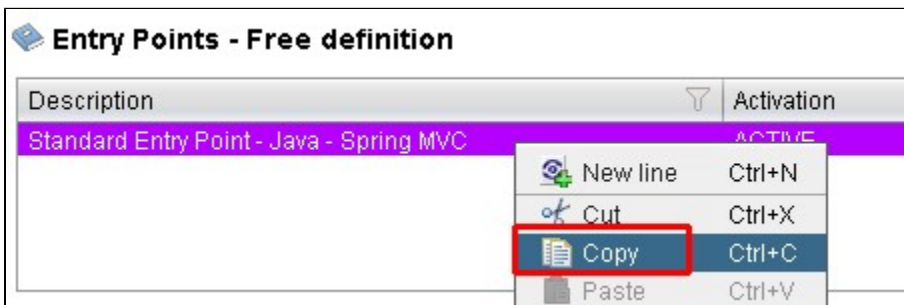 Entry Points - Free definition
Description Activation
Standard Entry Point - Java - Spring MVC ACTIVE
New line Ctrl+N
Cut Ctrl+X
Copy Ctrl+C
Paste Ctrl+V